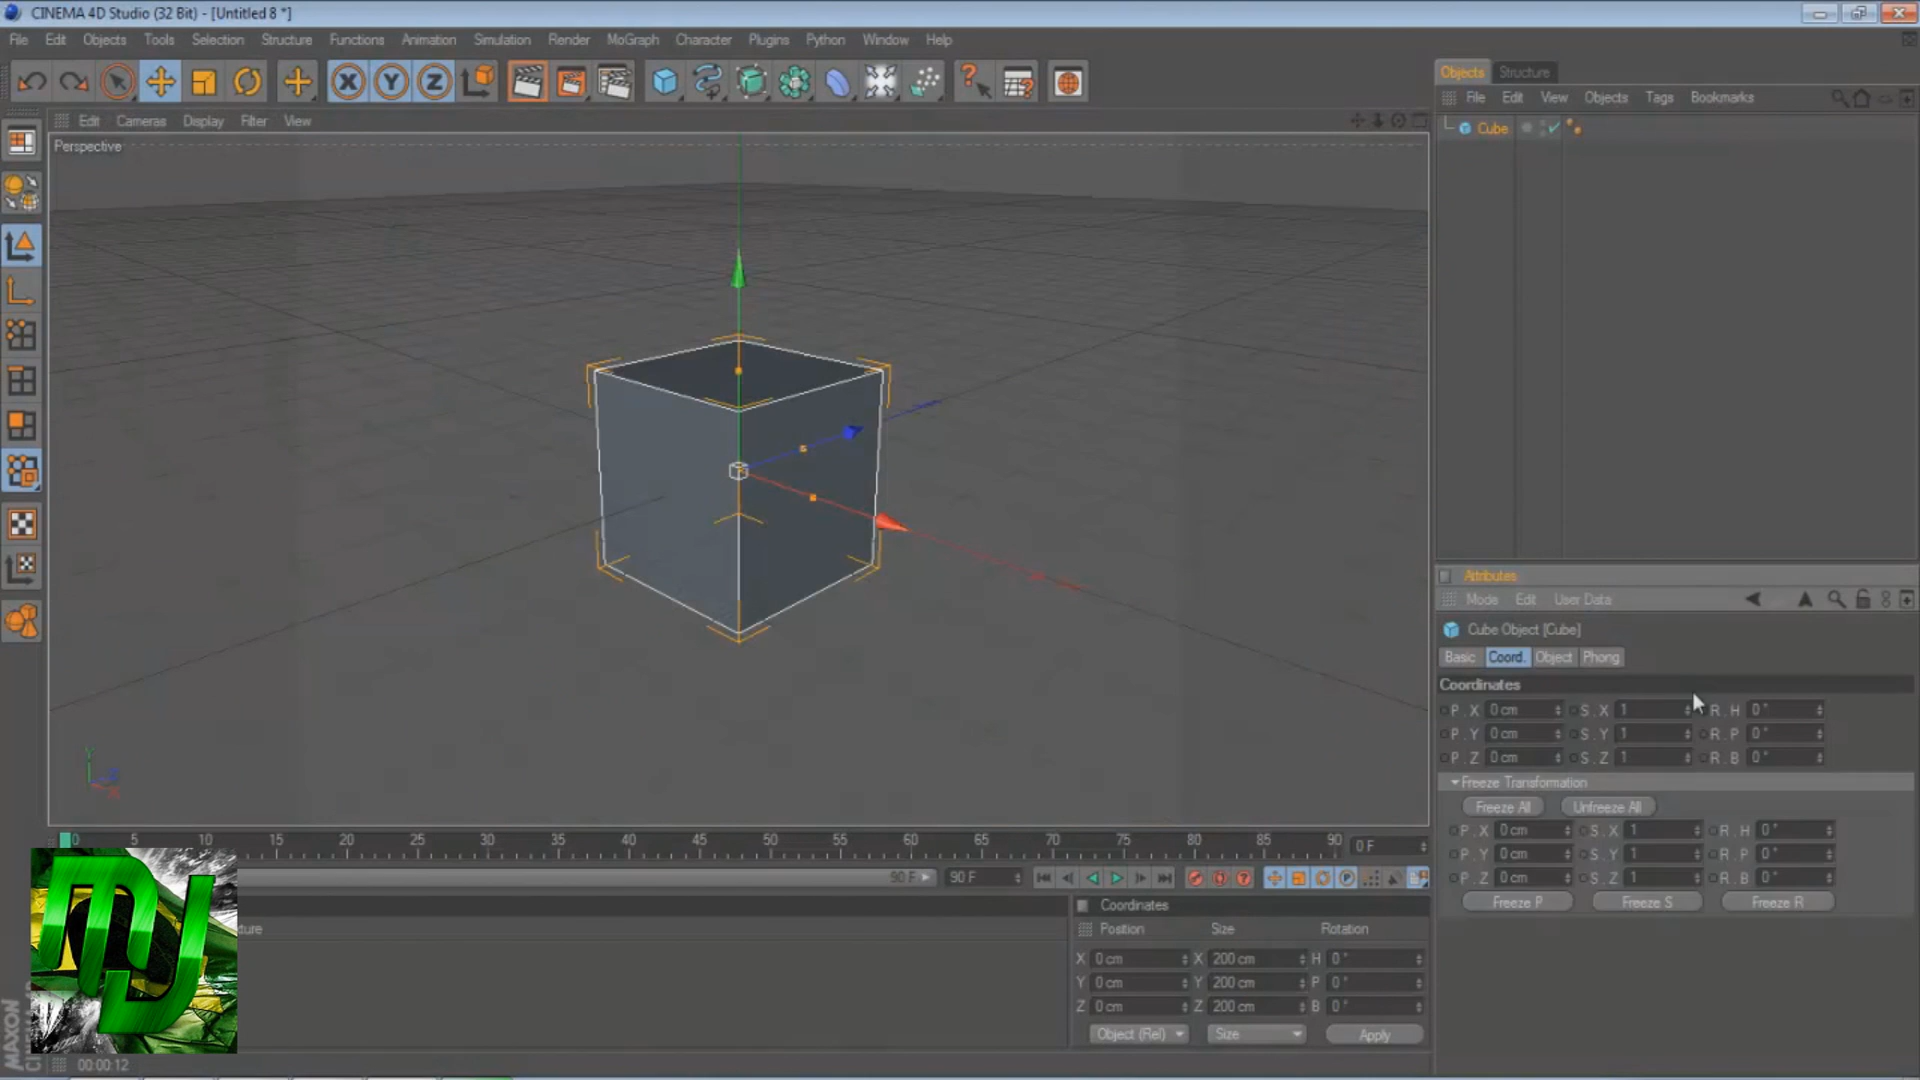 CINEMA 4D Studio (32 Bit) - [Untitled 8 *]
File Edit Objects Tools Selection Structure Functions Animation Simulation Render MoGraph Character Plugins Python Window Help
X Y Z
Edit Cameras Display Filter View
Perspective
Y
Z
X
0 5 10 15 20 25 30 35 40 45 50 55 60 65 70 75 80 85 90 0 F
90 F 90 F
ture
MJ
MAXON
CINEMA 4D
00:00:12
Coordinates
Position Size Rotation
X 0 cm X 200 cm H 0 °
Y 0 cm Y 200 cm P 0 °
Z 0 cm Z 200 cm B 0 °
Object (Rel) Size Apply
Objects Structure
File Edit View Objects Tags Bookmarks
Cube
Attributes
Mode Edit User Data
Cube Object [Cube]
Basic Coord. Object Phong
Coordinates
P . X 0 cm S . X 1 R . H 0 °
P . Y 0 cm S . Y 1 R . P 0 °
P . Z 0 cm S . Z 1 R . B 0 °
Freeze Transformation
Freeze All Unfreeze All
P . X 0 cm S . X 1 R . H 0 °
P . Y 0 cm S . Y 1 R . P 0 °
P . Z 0 cm S . Z 1 R . B 0 °
Freeze P Freeze S Freeze R